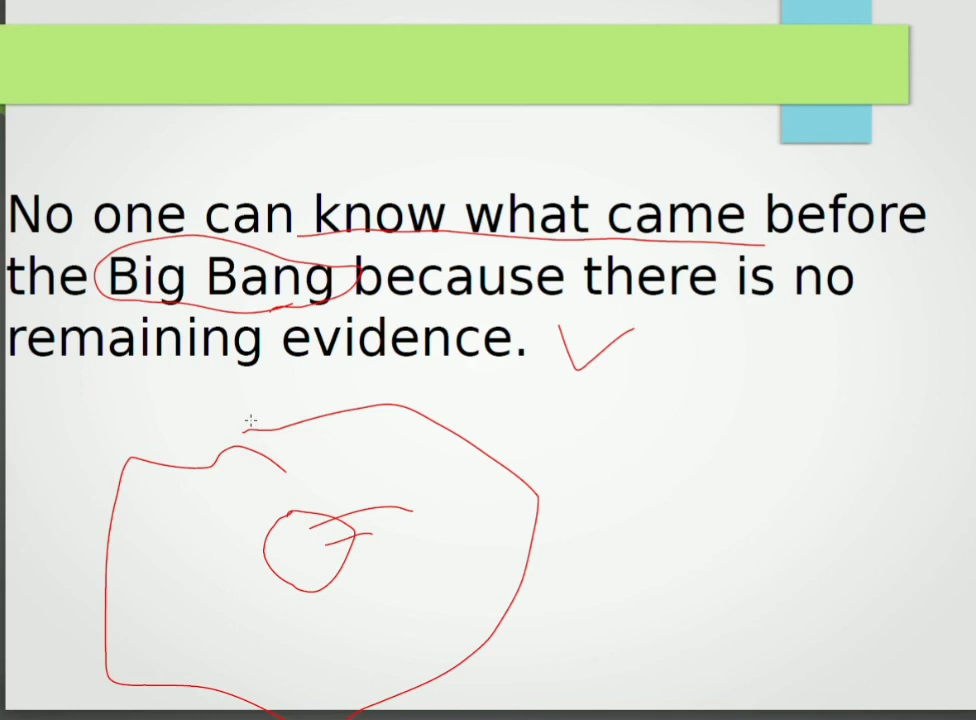 No one can know what came before
the Big Bang because there is no
remaining evidence.